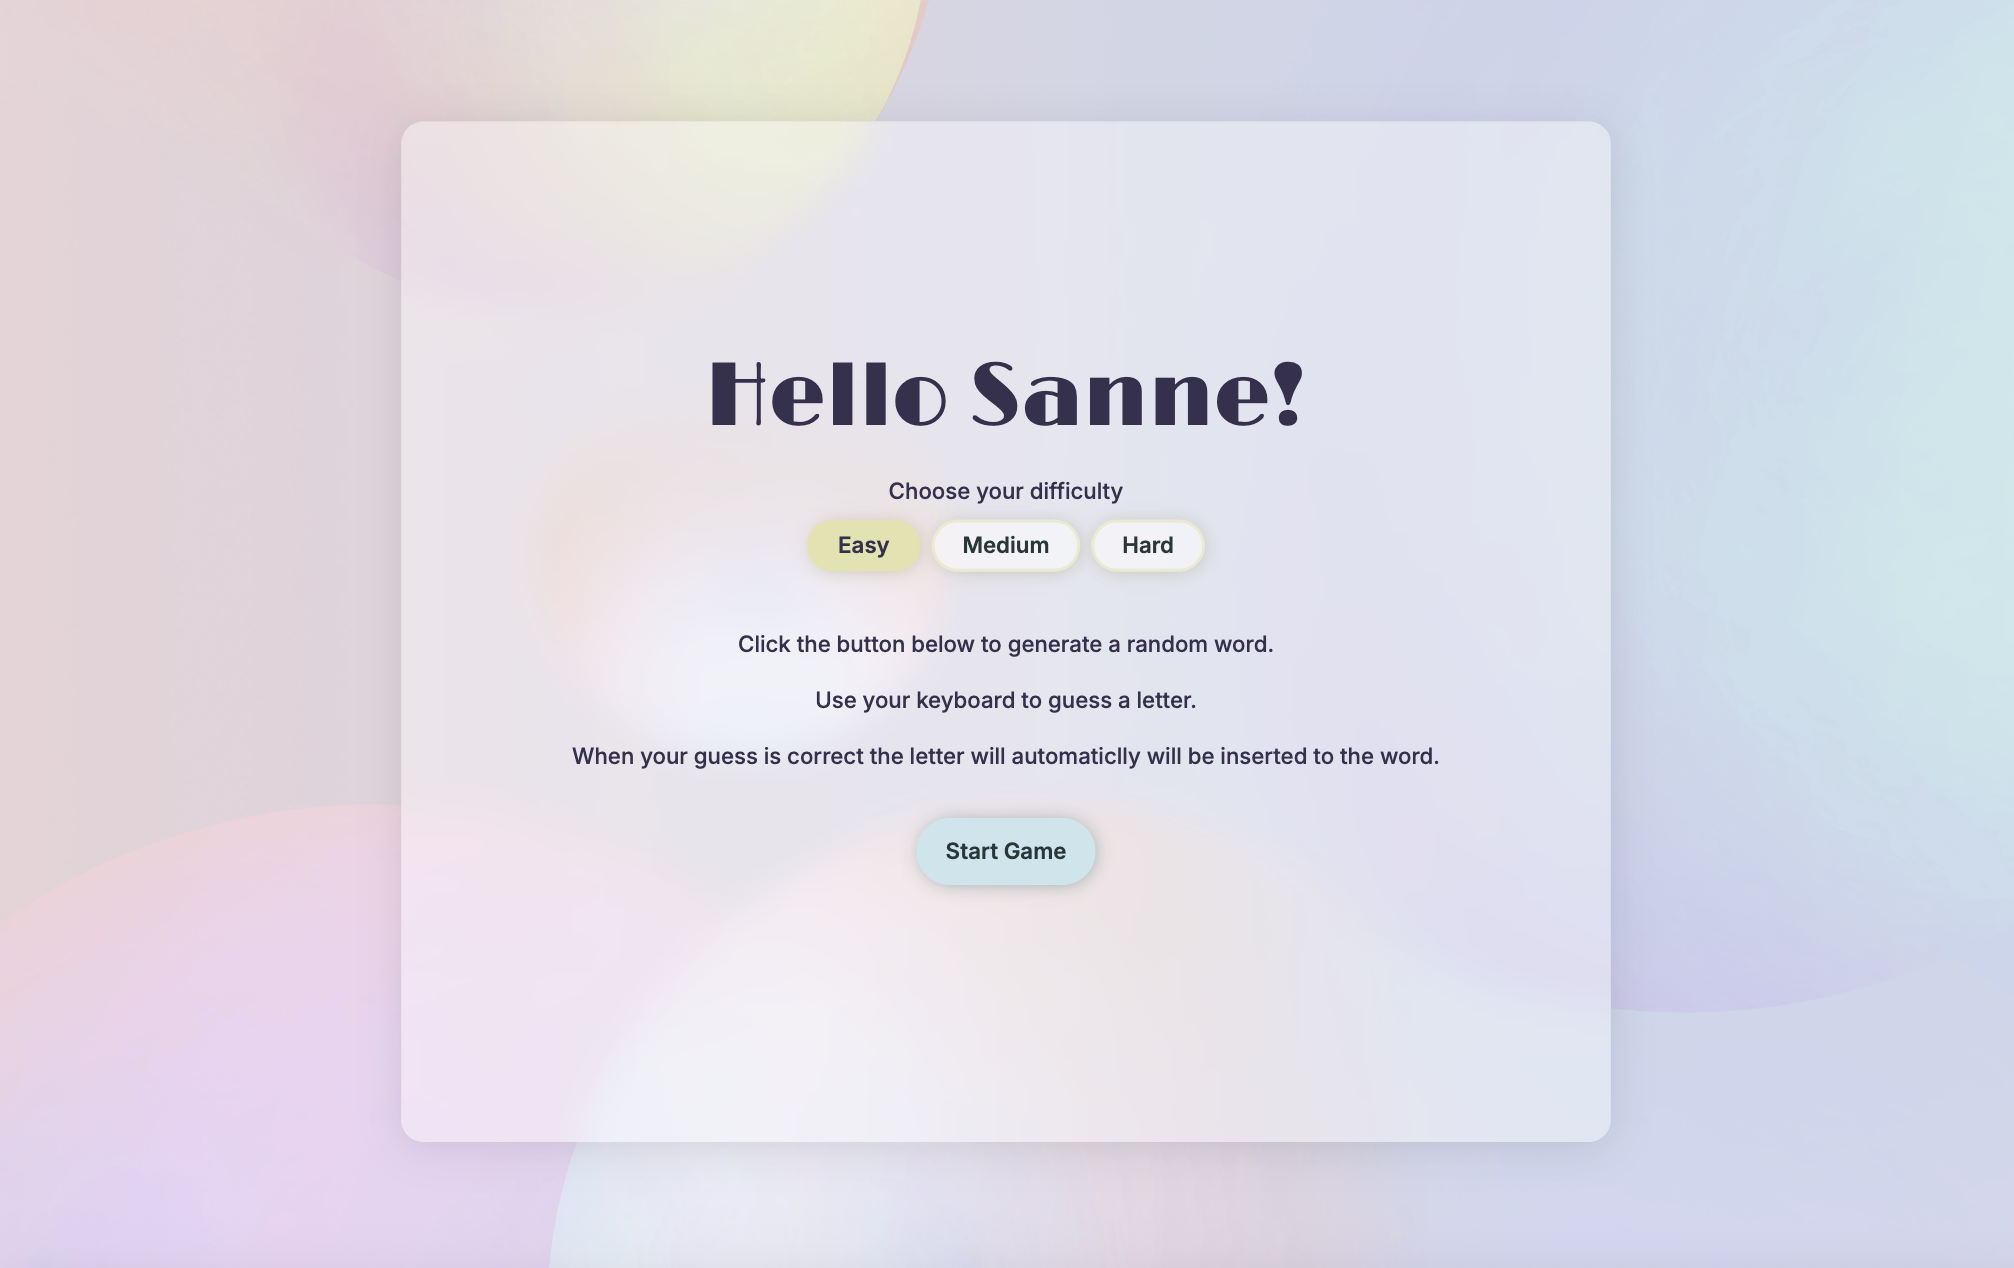 Hello Sanne!
Choose your difficulty
Easy Medium Hard
Click the button below to generate a random word.
Use your keyboard to guess a letter.
When your guess is correct the letter will automaticlly will be inserted to the word.
Start Game